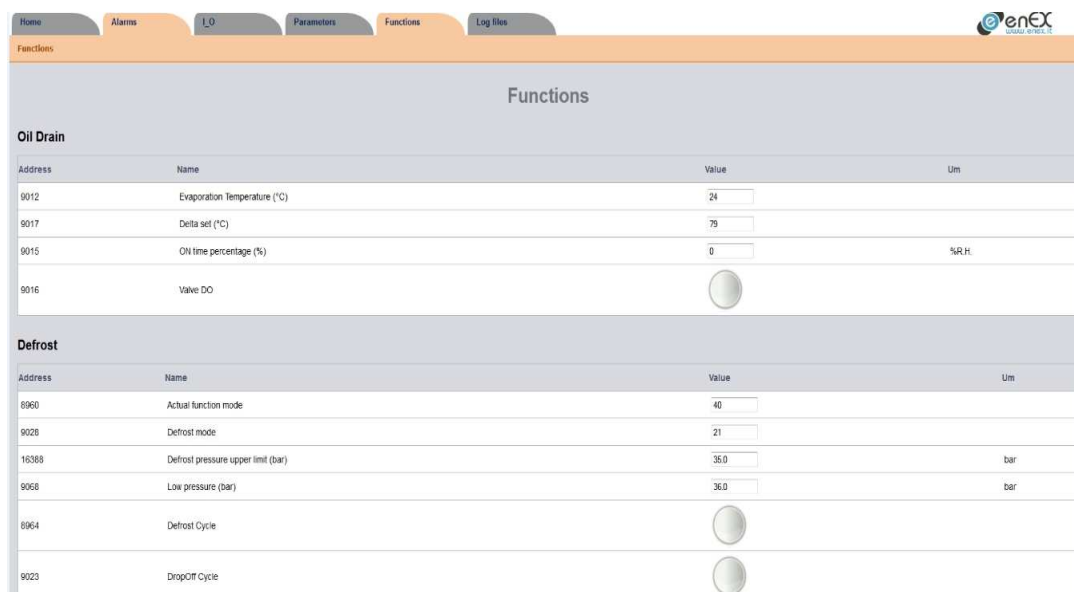 Home Alarms I_O Parameters Functions Log files
enEX
www.enex.it
Functions
Functions
Oil Drain
Address Name Value Um
9012 Evaporation Temperature (°C) 24
9017 Delta set (°C) 79
9015 ON time percentage (%) 0 %R.H.
9016 Valve DO
Defrost
Address Name Value Um
8960 Actual function mode 40
9028 Defrost mode 21
16388 Defrost pressure upper limit (bar) 35.0 bar
9068 Low pressure (bar) 36.0 bar
8964 Defrost Cycle
9023 DropOff Cycle